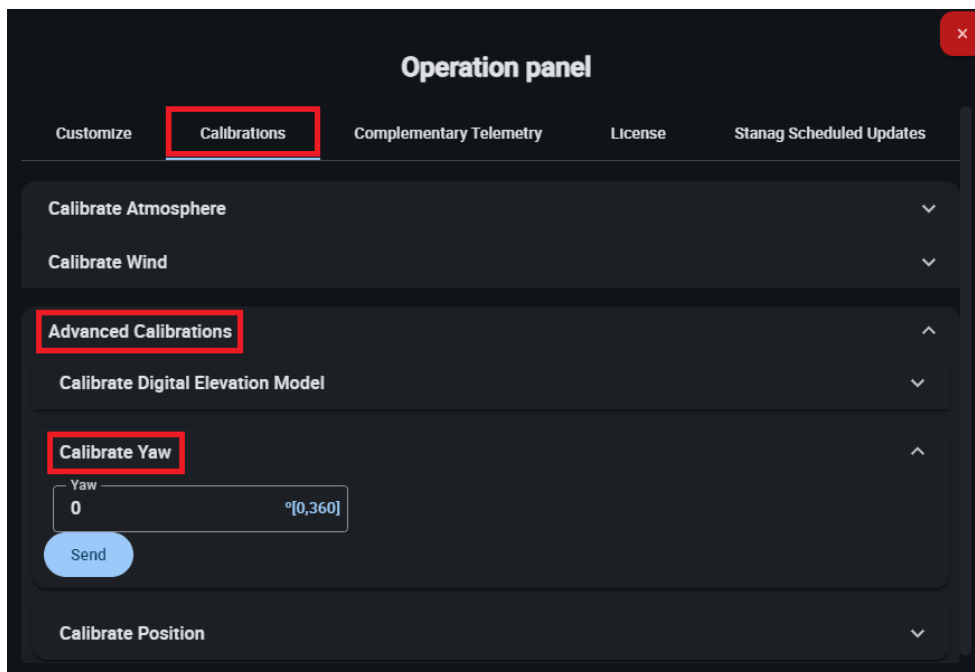 ×
Operation panel
Customize Calibrations Complementary Telemetry License Stanag Scheduled Updates
Calibrate Atmosphere
Calibrate Wind
Advanced Calibrations
Calibrate Digital Elevation Model
Calibrate Yaw
Yaw
0 º[0,360]
Send
Calibrate Position